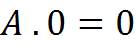 A . 0 = 0